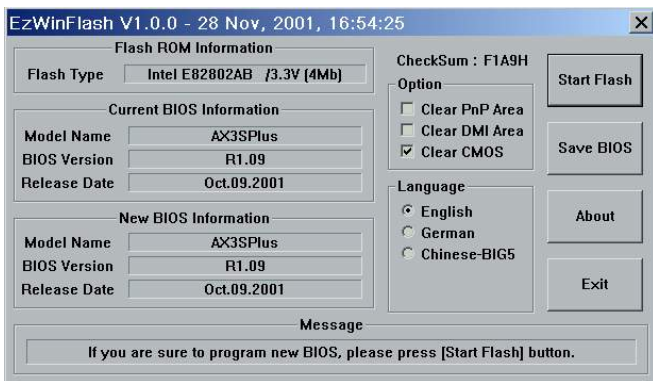 EzWinFlash V1.0.0 - 28 Nov, 2001, 16:54:25
Flash ROM Information
Flash Type Intel E82802AB /3.3V (4Mb)
Current BIOS Information
Model Name AX3SPlus
BIOS Version R1.09
Release Date Oct.09.2001
New BIOS Information
Model Name AX3SPlus
BIOS Version R1.09
Release Date Oct.09.2001
CheckSum : F1A9H
Option
Clear PnP Area
Clear DMI Area
Clear CMOS
Language
English
German
Chinese-BIG5
Start Flash
Save BIOS
About
Exit
Message
If you are sure to program new BIOS, please press [Start Flash] button.